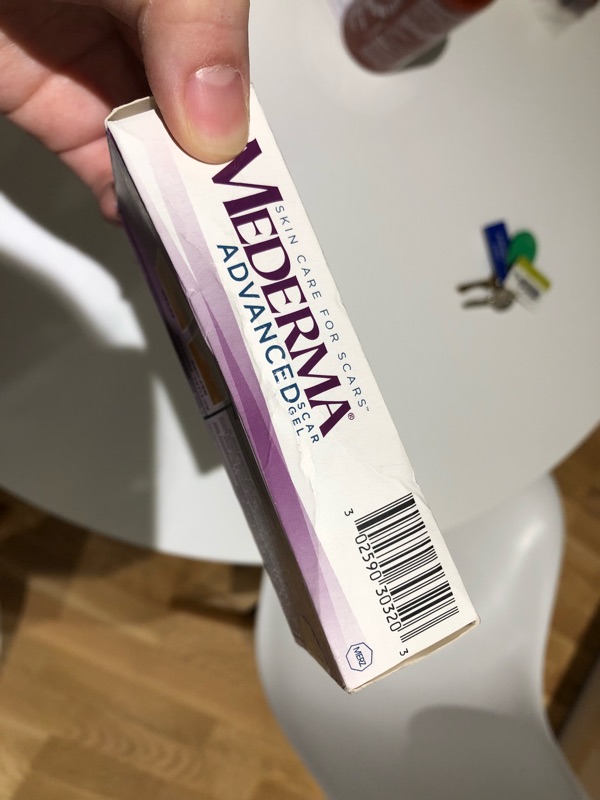 SKIN CARE FOR SCARS™
MEDERMA®
ADVANCED SCAR
GEL
3 02590 30320 3
MERZ